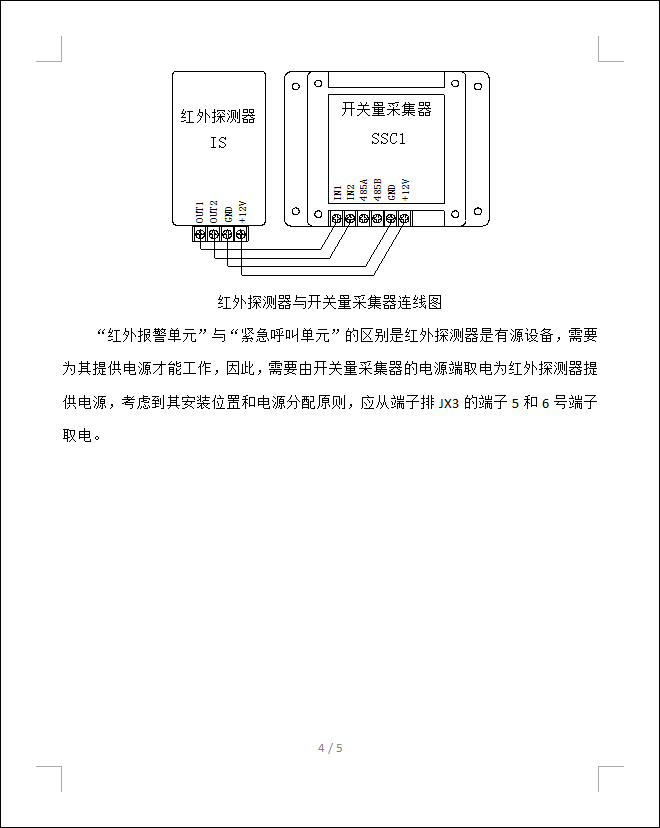 红外探测器
IS
OUT1
OUT2
GND
+12V
开关量采集器
SSC1
IN1
IN2
485A
485B
GND
+12V
红外探测器与开关量采集器连线图
“红外报警单元”与“紧急呼叫单元”的区别是红外探测器是有源设备，需要
为其提供电源才能工作，因此，需要由开关量采集器的电源端取电为红外探测器提
供电源，考虑到其安装位置和电源分配原则，应从端子排 JX3 的端子 5 和 6 号端子
取电。
4 / 5